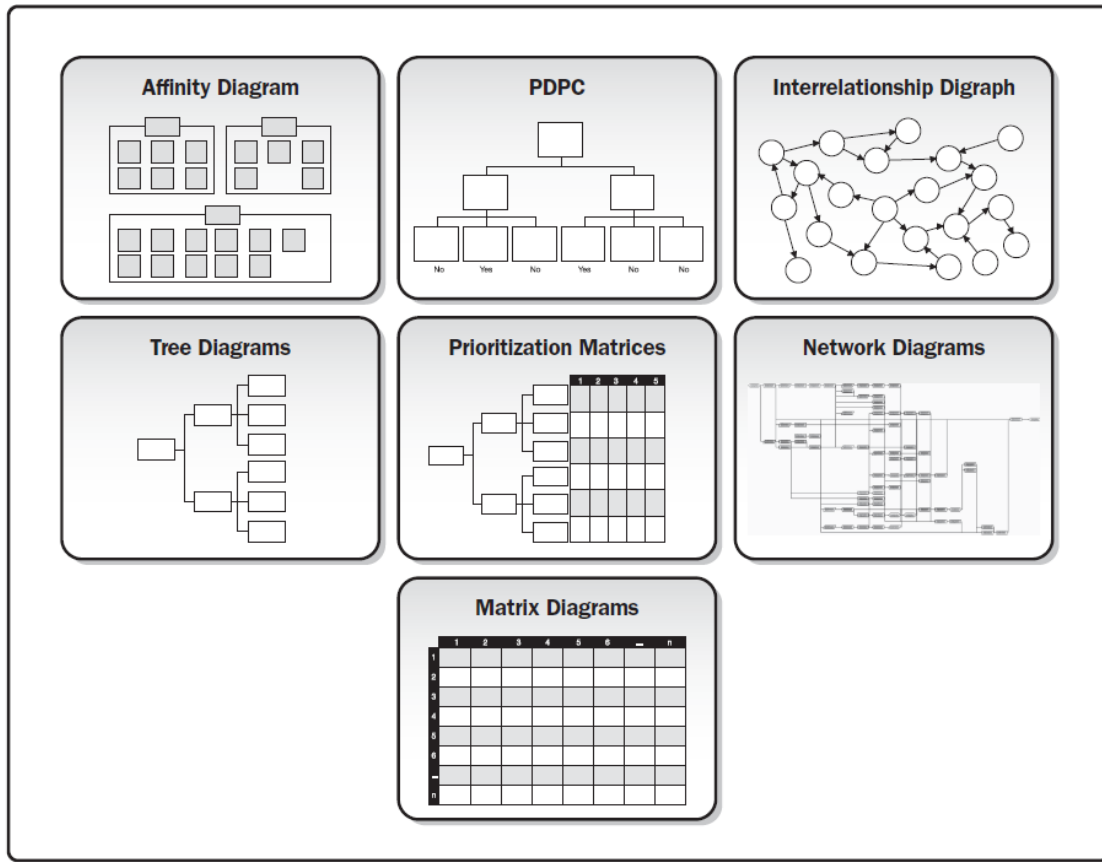 Affinity Diagram
PDPC
No Yes No Yes No No
Interrelationship Digraph
Tree Diagrams
Prioritization Matrices
1 2 3 4 5
Network Diagrams
Matrix Diagrams
1 2 3 4 5 6 _ n
1
2
3
4
5
6
_
n